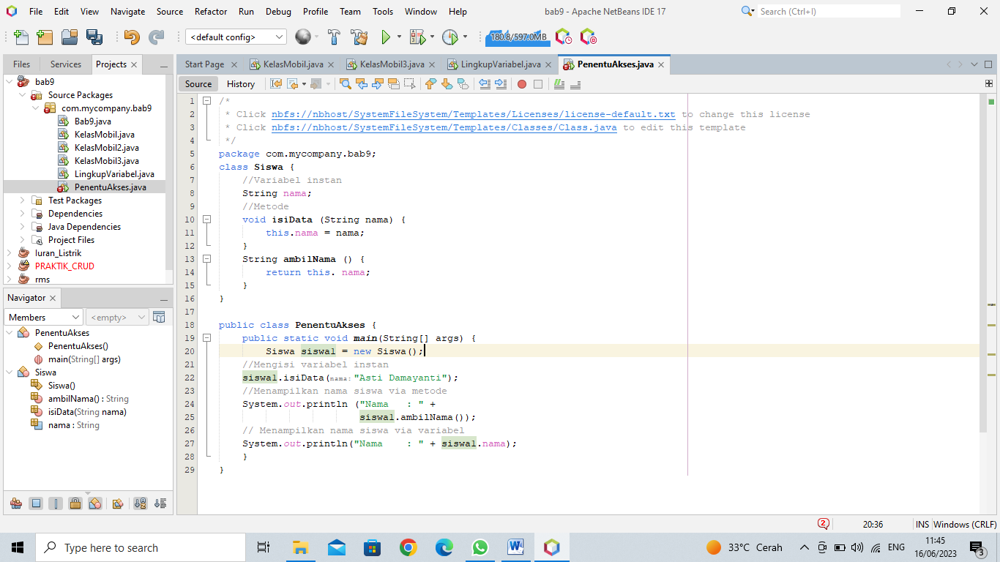 File Edit View Navigate Source Refactor Run Debug Profile Team Tools Window Help
bab9 - Apache NetBeans IDE 17
Search (Ctrl+I)
<default config>
180.8/597.0MB
Files Services Projects
bab9
Source Packages
com.mycompany.bab9
Bab9.java
KelasMobil.java
KelasMobil2.java
KelasMobil3.java
LingkupVariabel.java
PenentuAkses.java
Test Packages
Dependencies
Java Dependencies
Project Files
Iuran_Listrik
PRAKTIK_CRUD
rms
Navigator
Members <empty>
PenentuAkses
PenentuAkses()
main(String[] args)
Siswa
Siswa()
ambilNama() : String
isiData(String nama)
nama : String
Start Page KelasMobil.java KelasMobil3.java LingkupVariabel.java PenentuAkses.java
Source History
1 /*
2 * Click nbfs://nbhost/SystemFileSystem/Templates/Licenses/license-default.txt to change this license
3 * Click nbfs://nbhost/SystemFileSystem/Templates/Classes/Class.java to edit this template
4 */
5 package com.mycompany.bab9;
6 class Siswa {
7 //Variabel instan
8 String nama;
9 //Metode
10 void isiData (String nama) {
11 this.nama = nama;
12 }
13 String ambilNama () {
14 return this. nama;
15 }
16 }
17
18 public class PenentuAkses {
19 public static void main(String[] args) {
20 Siswa siswa1 = new Siswa();
21 //Mengisi variabel instan
22 siswa1.isiData(nama:"Asti Damayanti");
23 //Menampilkan nama siswa via metode
24 System.out.println ("Nama   : " +
25 siswa1.ambilNama());
26 // Menampilkan nama siswa via variabel
27 System.out.println("Nama    : " + siswa1.nama);
28 }
29 }
2
20:36
INS
Windows (CRLF)
Type here to search
33°C Cerah
ENG
11:45
16/06/2023
3